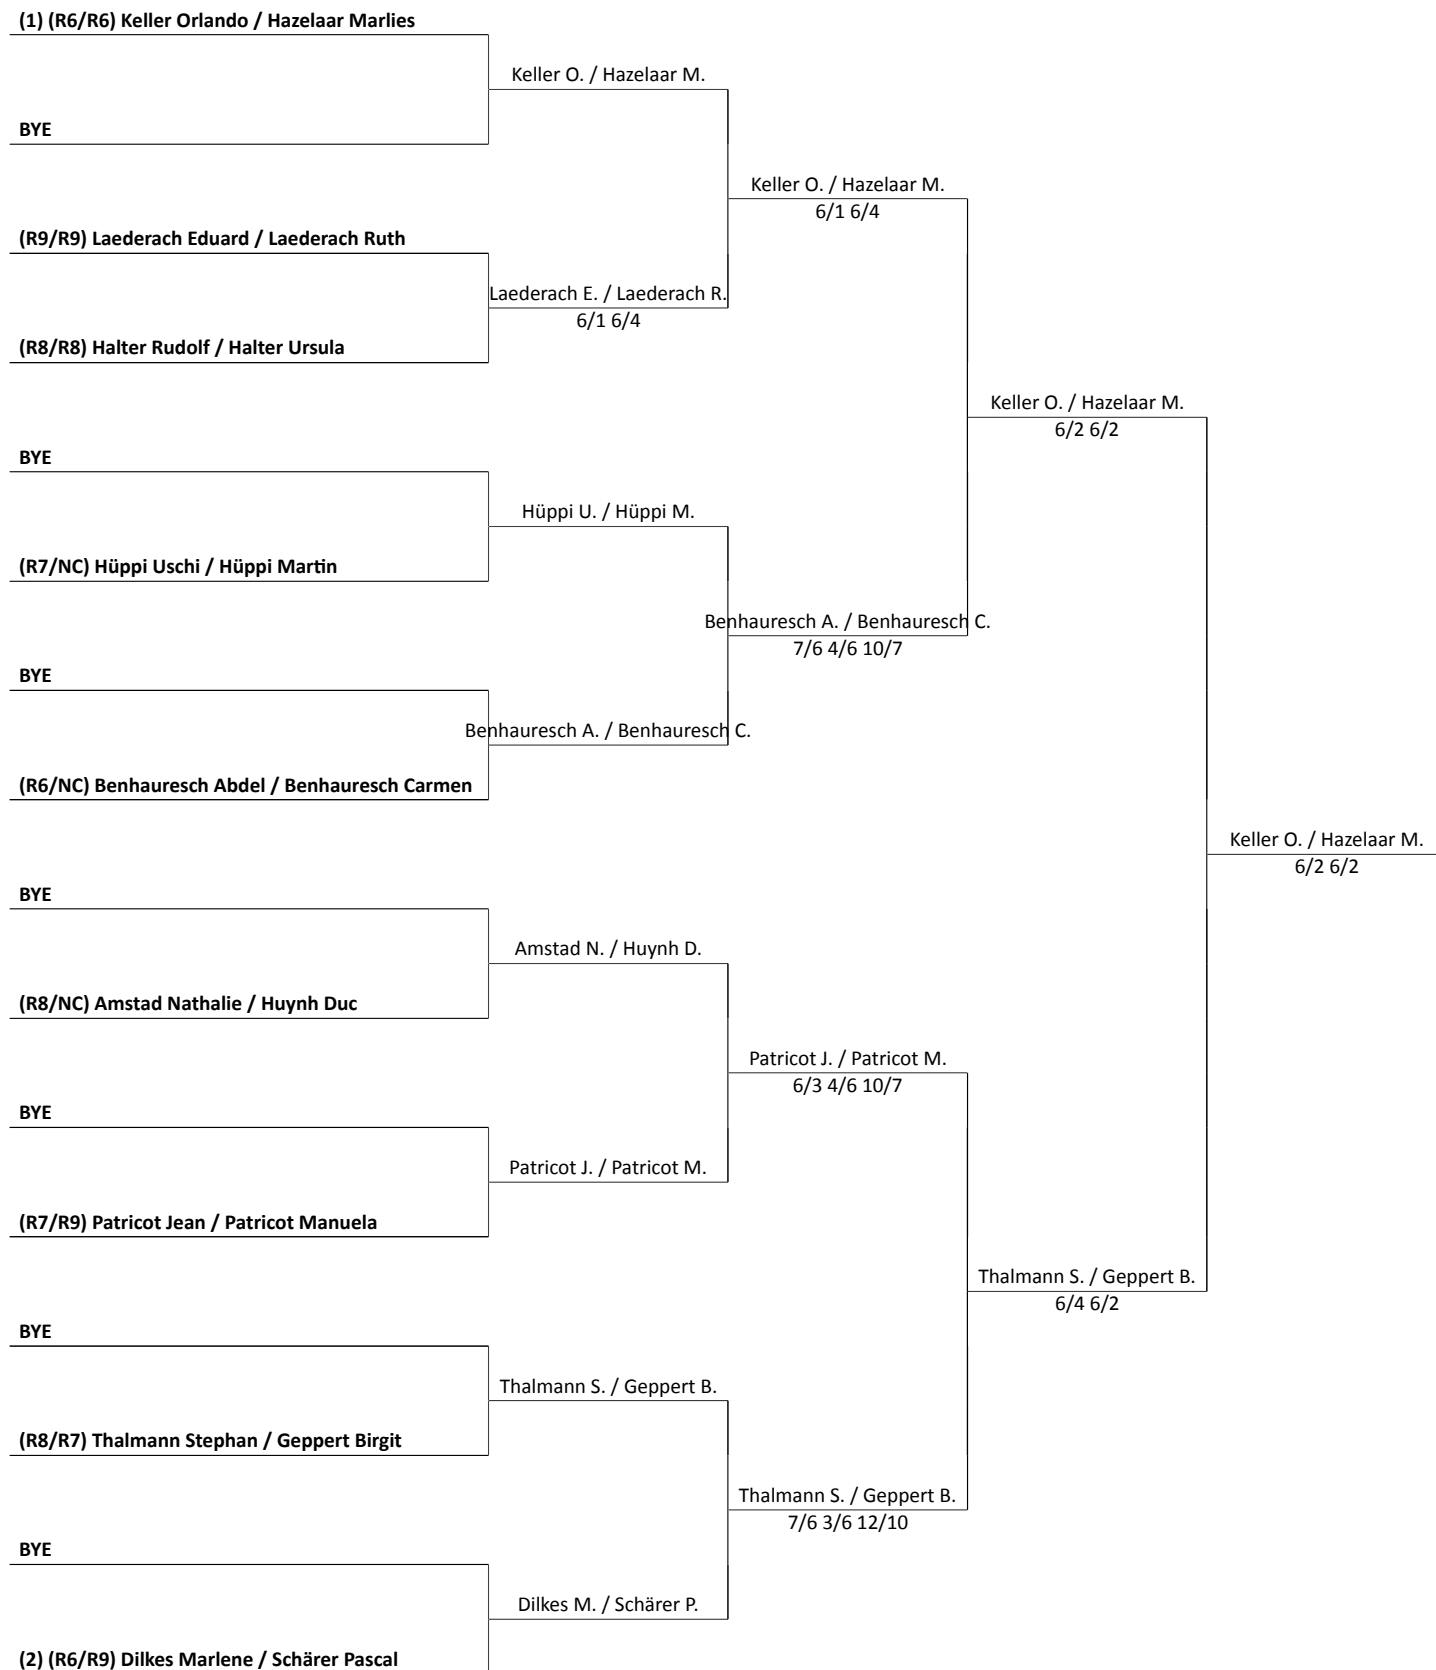 (1) (R6/R6) Keller Orlando / Hazelaar Marlies
Keller O. / Hazelaar M.
BYE
Keller O. / Hazelaar M.
6/1 6/4
(R9/R9) Laederach Eduard / Laederach Ruth
Laederach E. / Laederach R.
6/1 6/4
(R8/R8) Halter Rudolf / Halter Ursula
Keller O. / Hazelaar M.
6/2 6/2
BYE
Hüppi U. / Hüppi M.
(R7/NC) Hüppi Uschi / Hüppi Martin
Benhauresch A. / Benhauresch C.
7/6 4/6 10/7
BYE
Benhauresch A. / Benhauresch C.
(R6/NC) Benhauresch Abdel / Benhauresch Carmen
Keller O. / Hazelaar M.
6/2 6/2
BYE
Amstad N. / Huynh D.
(R8/NC) Amstad Nathalie / Huynh Duc
Patricot J. / Patricot M.
6/3 4/6 10/7
BYE
Patricot J. / Patricot M.
(R7/R9) Patricot Jean / Patricot Manuela
Thalmann S. / Geppert B.
6/4 6/2
BYE
Thalmann S. / Geppert B.
(R8/R7) Thalmann Stephan / Geppert Birgit
Thalmann S. / Geppert B.
7/6 3/6 12/10
BYE
Dilkes M. / Schärer P.
(2) (R6/R9) Dilkes Marlene / Schärer Pascal